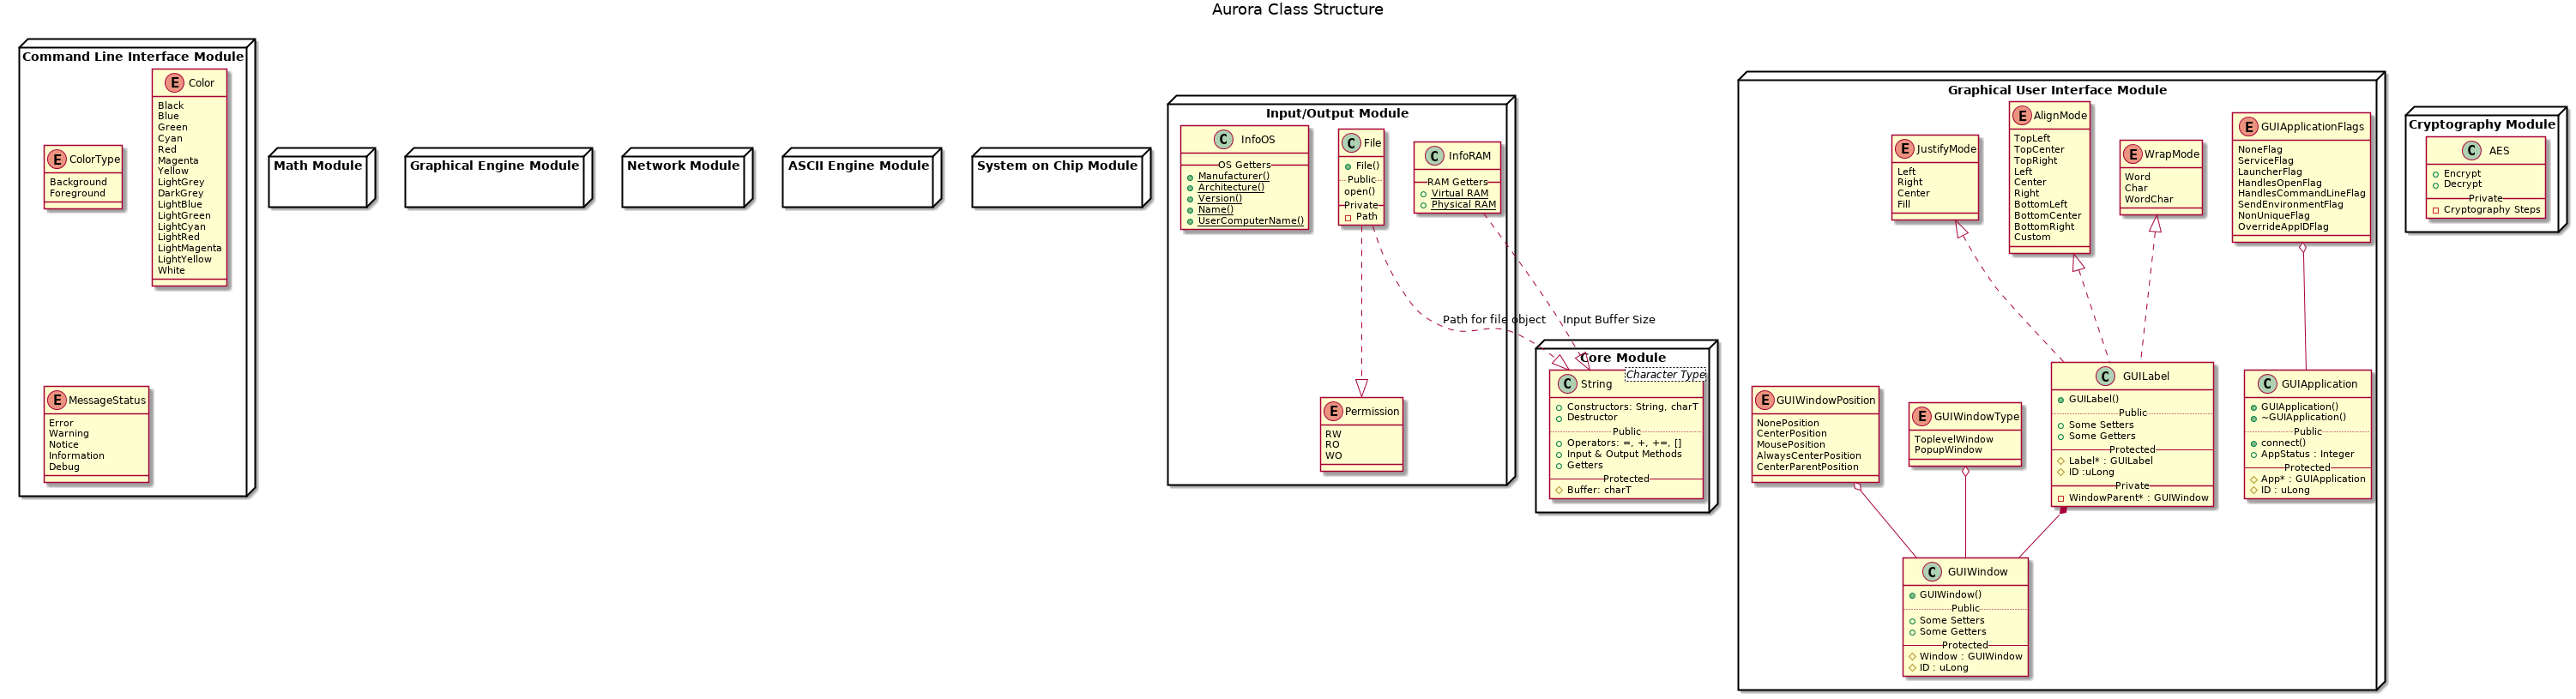 Aurora Class Structure
Command Line Interface Module
E Color
Black
Blue
Green
Cyan
Red
Magenta
Yellow
LightGrey
DarkGrey
LightBlue
LightGreen
LightCyan
LightRed
LightMagenta
LightYellow
White
E ColorType
Background
Foreground
E MessageStatus
Error
Warning
Notice
Information
Debug
Math Module
Graphical Engine Module
Network Module
ASCII Engine Module
System on Chip Module
Input/Output Module
C InfoOS
OS Getters
Manufacturer()
Architecture()
Version()
Name()
UserComputerName()
C File
File()
Public
open()
Private
Path
C InfoRAM
RAM Getters
Virtual RAM
Physical RAM
Path for file object
Input Buffer Size
E Permission
RW
RO
WO
Core Module
C String
Character Type
Constructors: String, charT
Destructor
Public
Operators: =, +, +=, []
Input & Output Methods
Getters
Protected
Buffer: charT
Graphical User Interface Module
E JustifyMode
Left
Right
Center
Fill
E AlignMode
TopLeft
TopCenter
TopRight
Left
Center
Right
BottomLeft
BottomCenter
BottomRight
Custom
E WrapMode
Word
Char
WordChar
E GUIApplicationFlags
NoneFlag
ServiceFlag
LauncherFlag
HandlesOpenFlag
HandlesCommandLineFlag
SendEnvironmentFlag
NonUniqueFlag
OverrideAppIDFlag
E GUIWindowPosition
NonePosition
CenterPosition
MousePosition
AlwaysCenterPosition
CenterParentPosition
E GUIWindowType
ToplevelWindow
PopupWindow
C GUILabel
GUILabel()
Public
Some Setters
Some Getters
Protected
Label* : GUILabel
ID :uLong
Private
WindowParent* : GUIWindow
C GUIApplication
GUIApplication()
~GUIApplication()
Public
connect()
AppStatus : Integer
Protected
App* : GUIApplication
ID : uLong
C GUIWindow
GUIWindow()
Public
Some Setters
Some Getters
Protected
Window : GUIWindow
ID : uLong
Cryptography Module
C AES
Encrypt
Decrypt
Private
Cryptography Steps